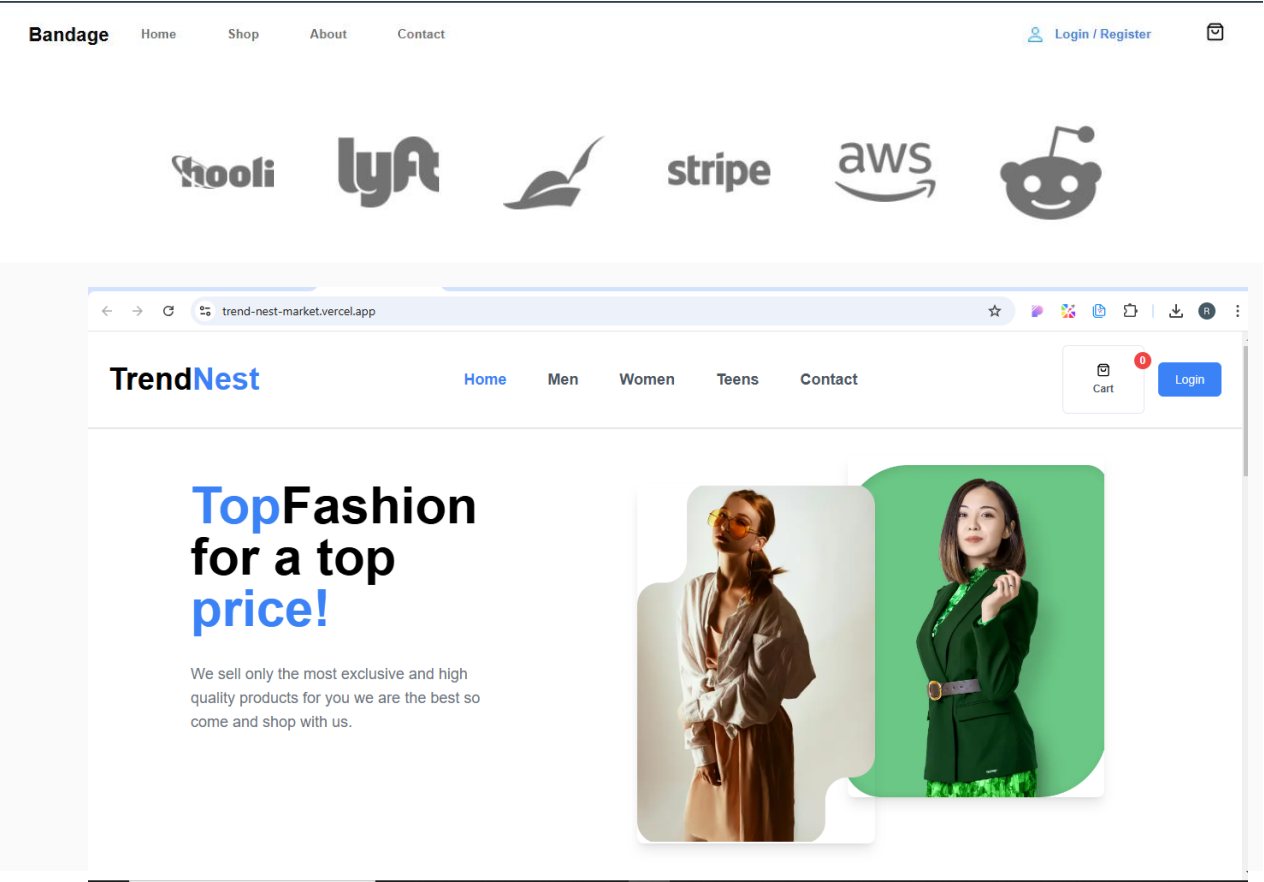 Bandage Home Shop About Contact Login / Register
hooli lyft stripe aws
trend-nest-market.vercel.app R
TrendNest Home Men Women Teens Contact Cart 0 Login
TopFashion
for a top
price!
We sell only the most exclusive and high
quality products for you we are the best so
come and shop with us.